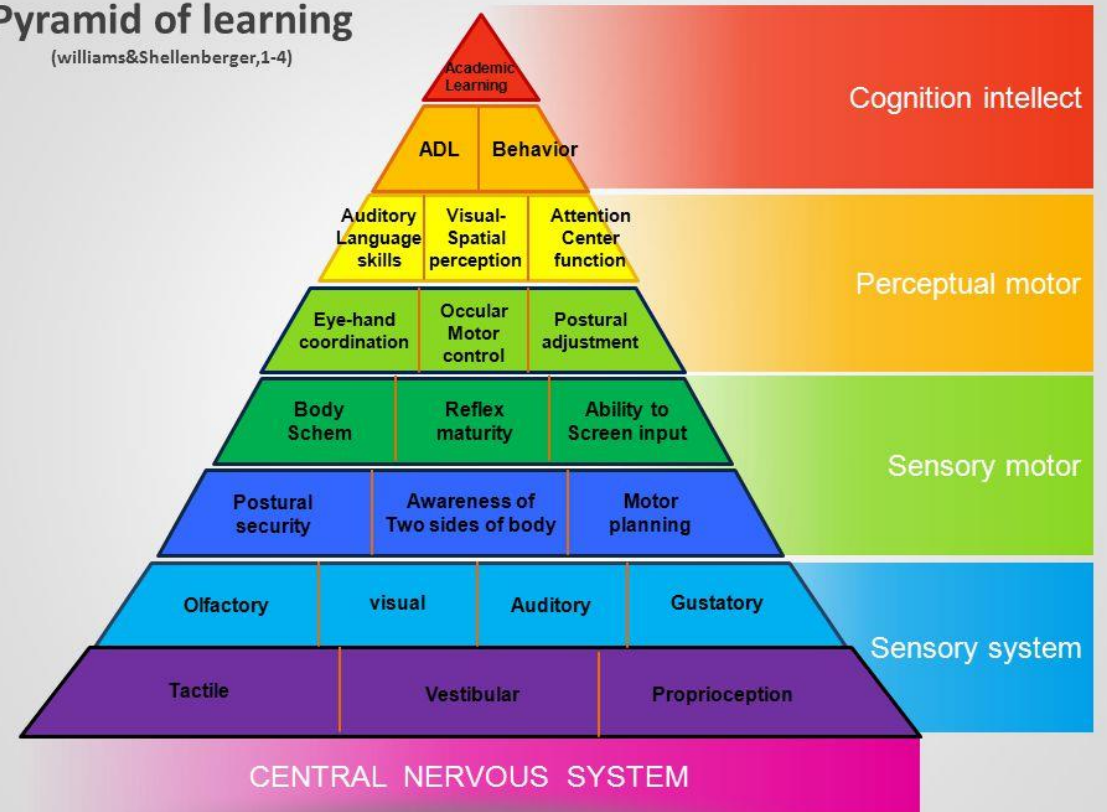 Pyramid of learning
(williams&Shellenberger,1-4)
Academic
Learning
Cognition intellect
ADL
Behavior
Auditory
Language
skills
Visual-
Spatial
perception
Attention
Center
function
Perceptual motor
Eye-hand
coordination
Occular
Motor
control
Postural
adjustment
Body
Schem
Reflex
maturity
Ability to
Screen input
Sensory motor
Postural
security
Awareness of
Two sides of body
Motor
planning
Olfactory
visual
Auditory
Gustatory
Sensory system
Tactile
Vestibular
Proprioception
CENTRAL NERVOUS SYSTEM